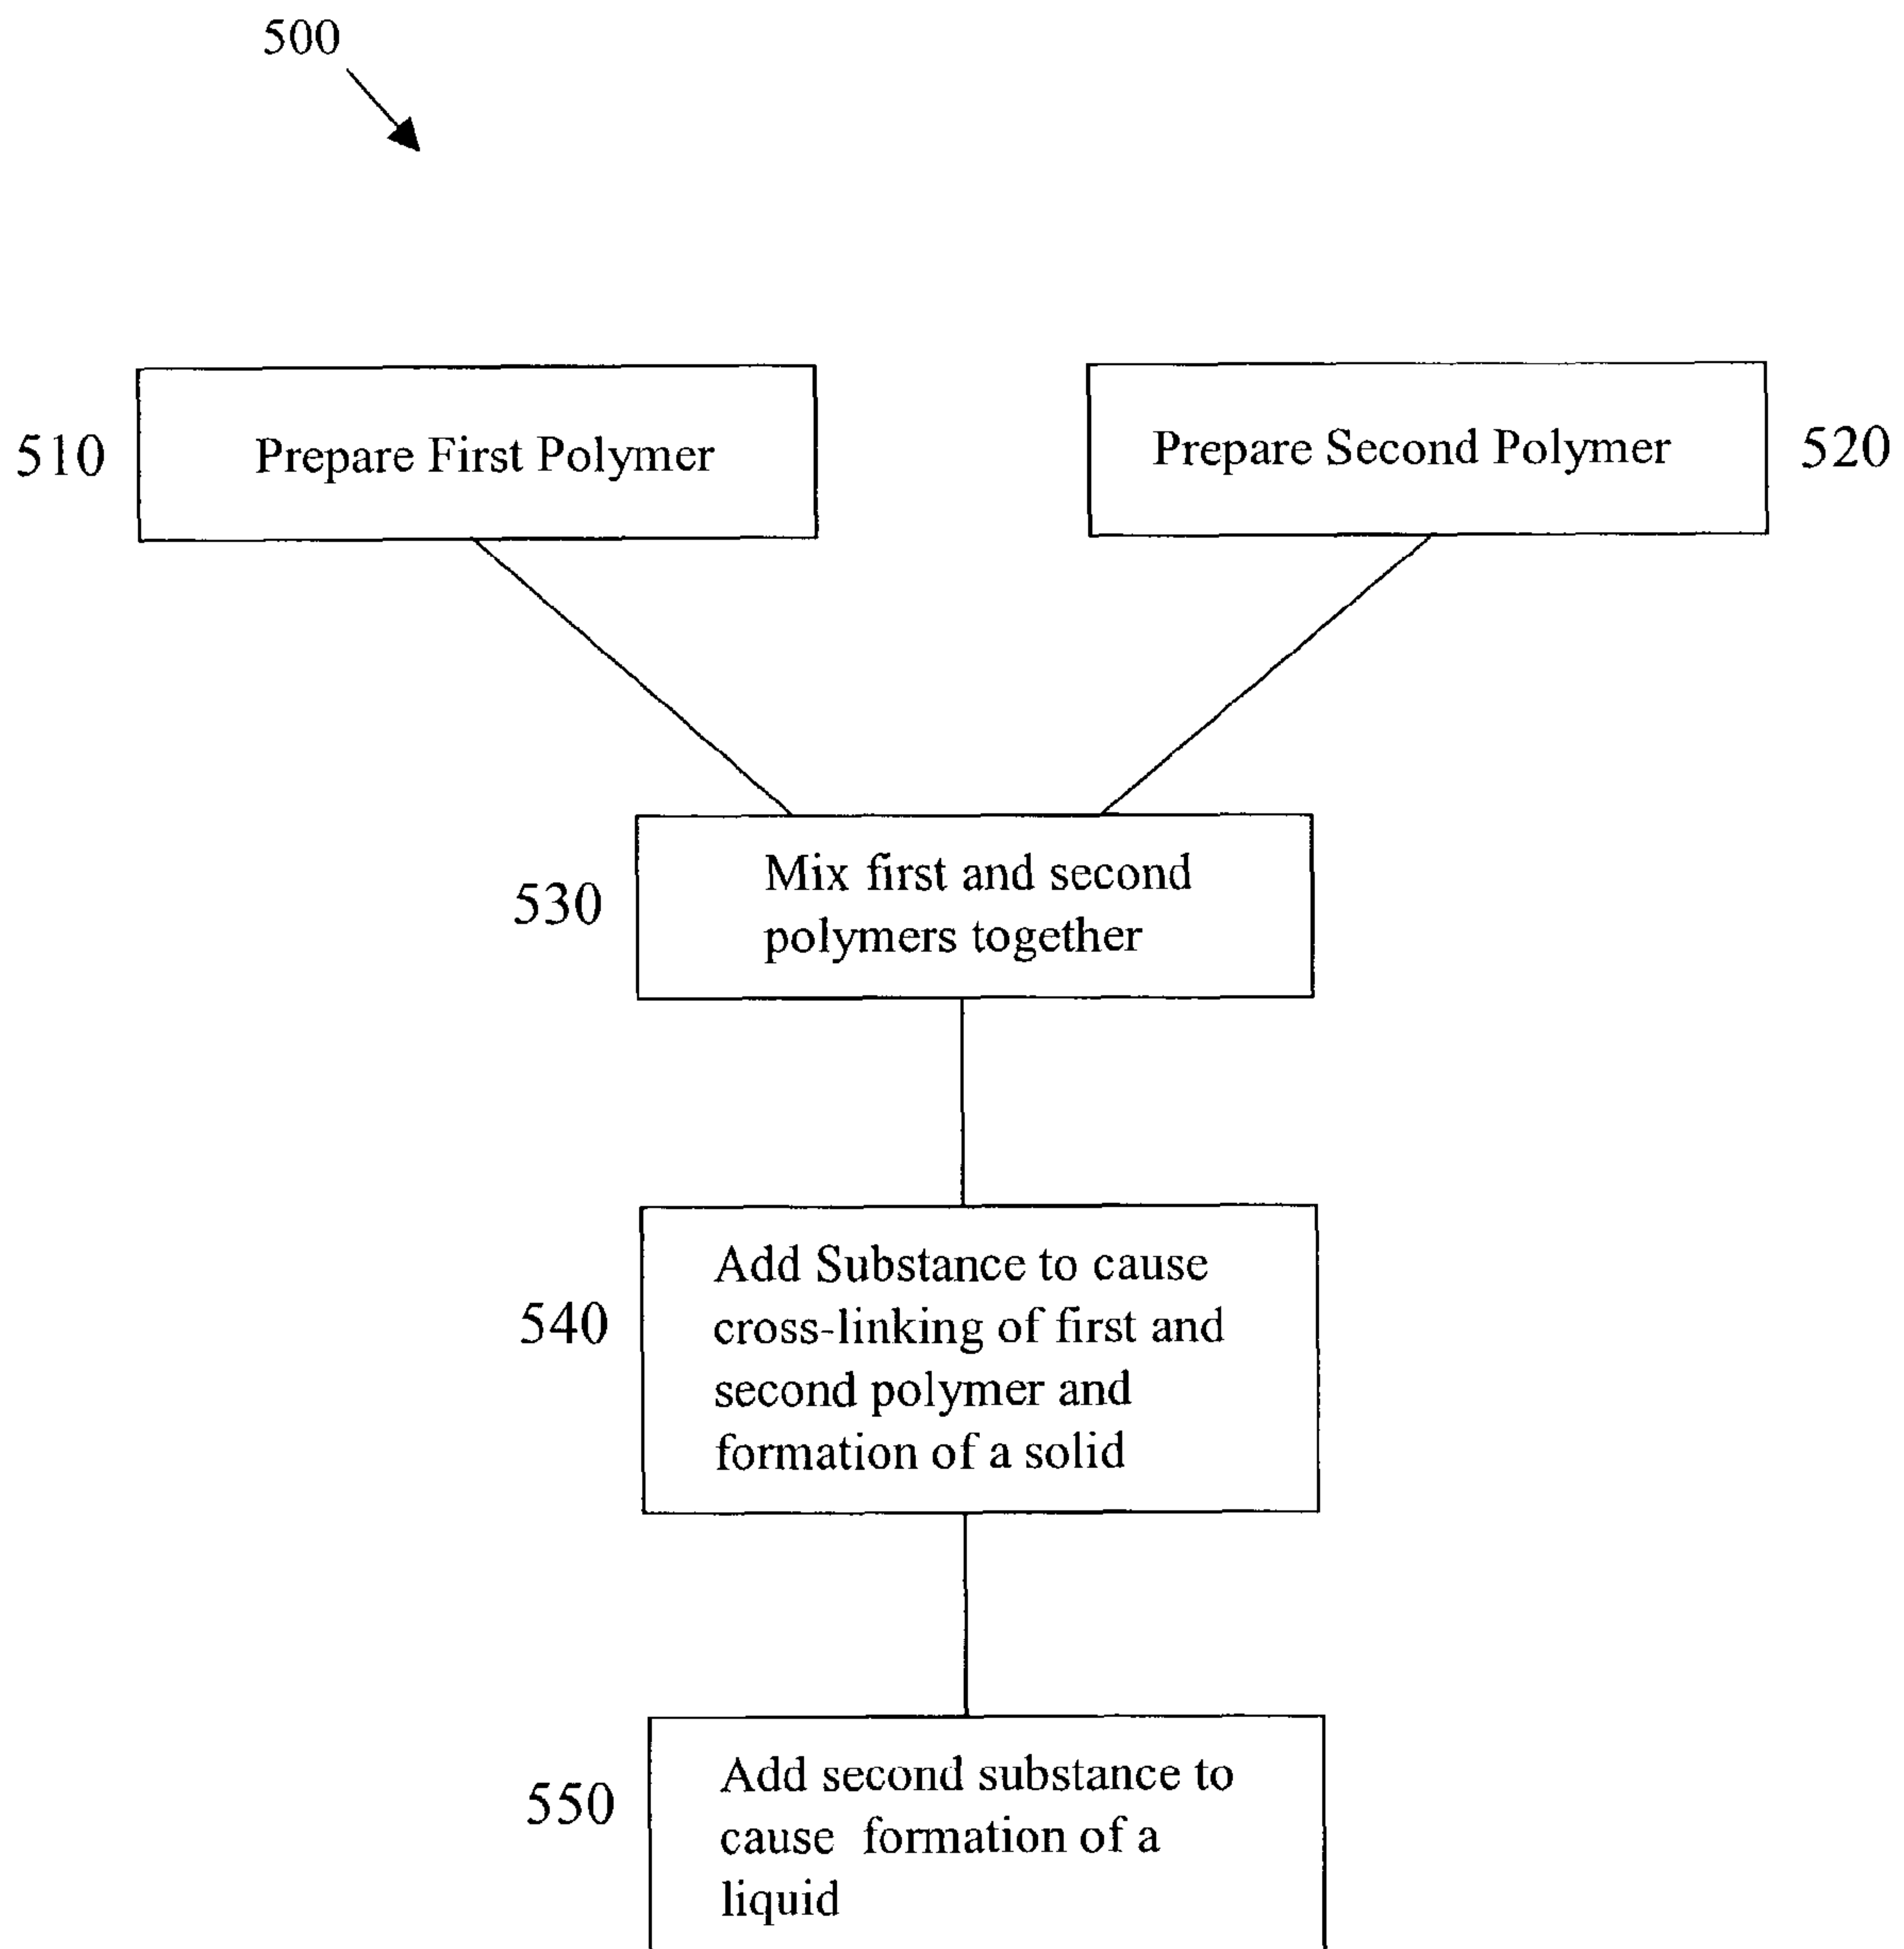 500
510
Prepare First Polymer
Prepare Second Polymer
520
530
Mix first and second
polymers together
540
Add Substance to cause
cross-linking of first and
second polymer and
formation of a solid
550
Add second substance to
cause  formation of a
liquid